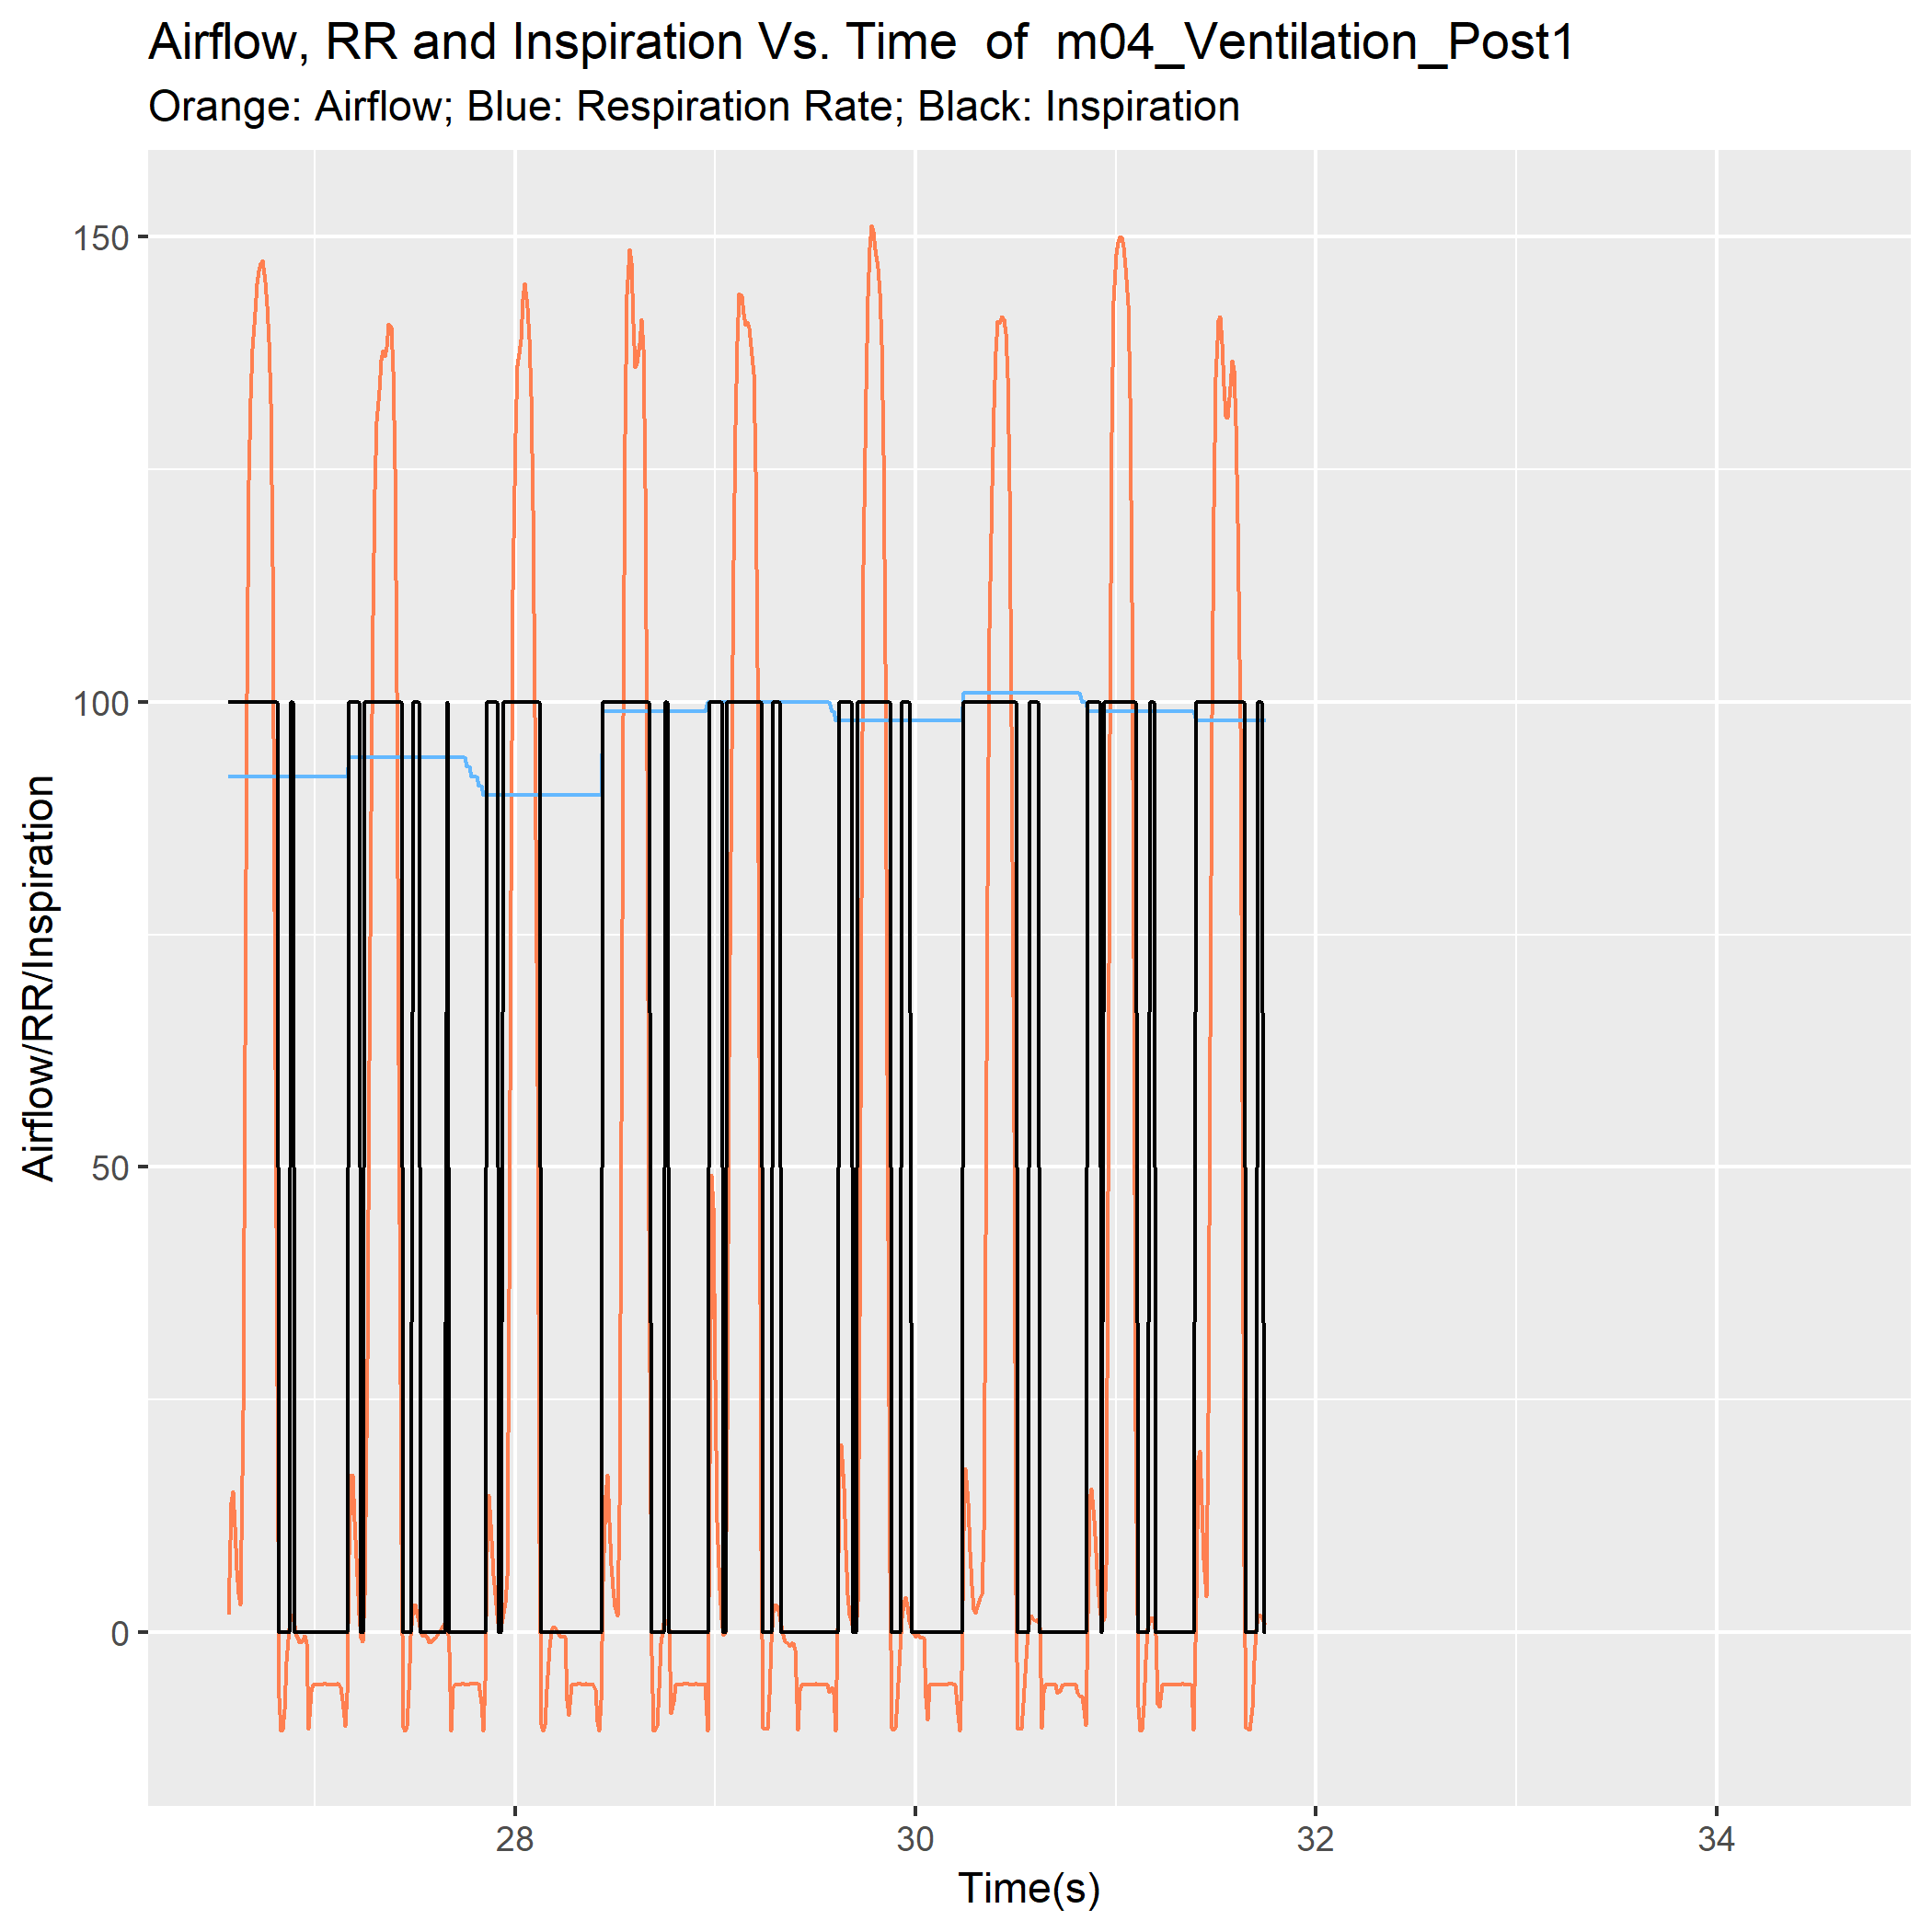 Airflow, RR and Inspiration Vs. Time  of  m04_Ventilation_Post1
Orange: Airflow; Blue: Respiration Rate; Black: Inspiration
150
100
50
0
Airflow/RR/Inspiration
28 30 32 34
Time(s)